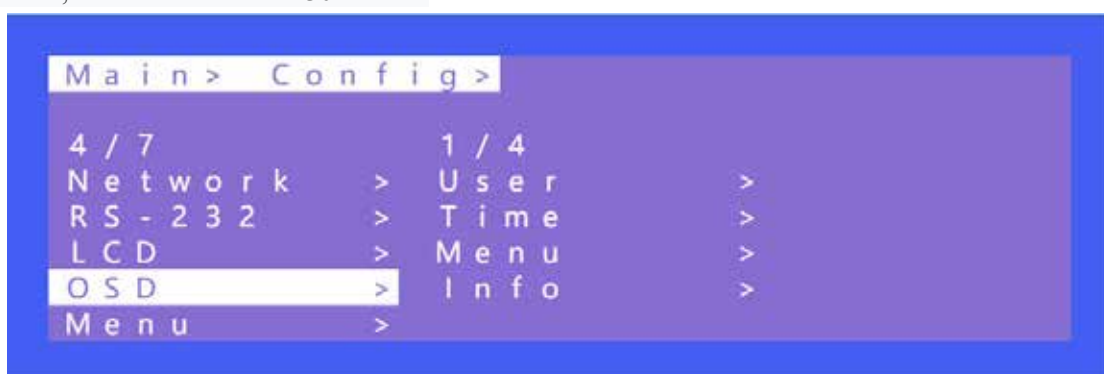 Main> Config>
4/7 1/4
Network > User >
RS-232 > Time >
LCD > Menu >
OSD > Info >
Menu >